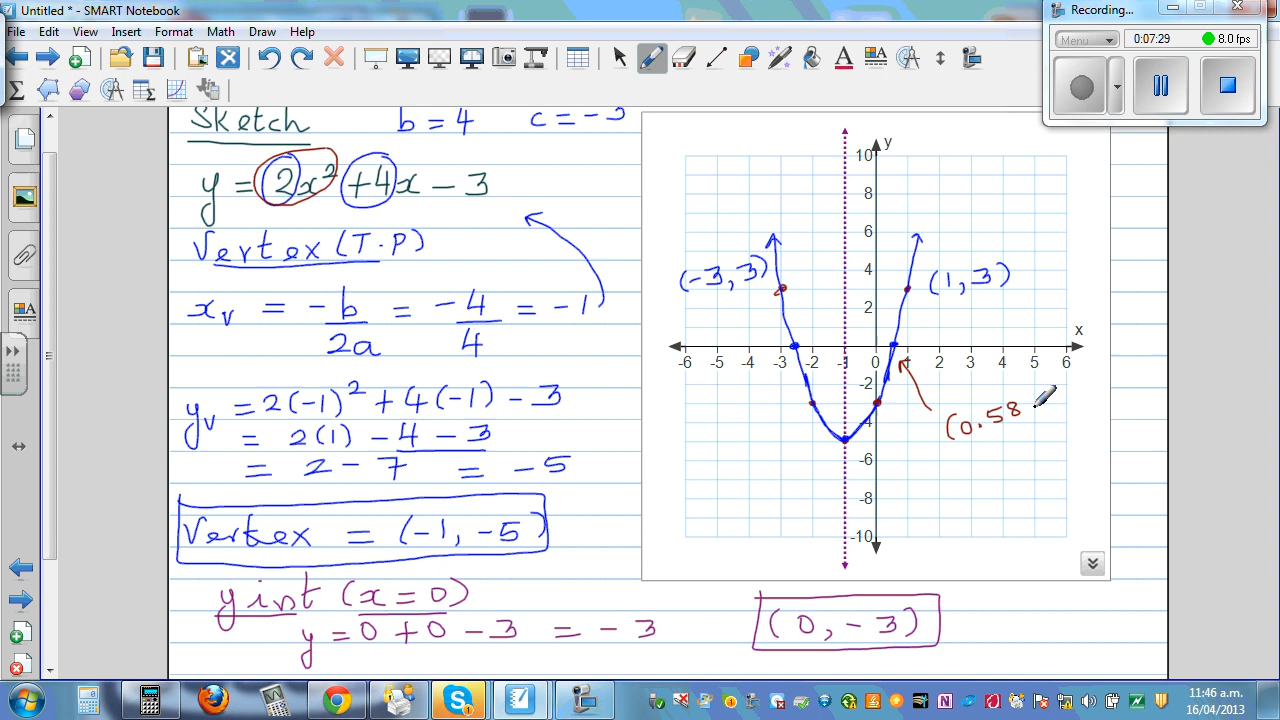 Untitled * - SMART Notebook
File Edit View Insert Format Math Draw Help
Recording...
Menu 0:07:29 8.0 fps
Sketch b = 4 c = -3
y = 2x² +4x - 3
Vertex (T.P)
xv = -b/2a = -4/4 = -1
yv = 2(-1)² + 4(-1) - 3
= 2(1) - 4 - 3
= 2 - 7 = -5
Vertex = (-1, -5)
y int (x = 0)
y = 0 + 0 - 3 = -3
(0, -3)
y
10
8
6
4
2
-2
-6
-8
-10
x
-6 -5 -4 -3 -2 -1 0 1 2 3 4 5 6
(-3, 3)
(1, 3)
(0.58
11:46 a.m.
16/04/2013